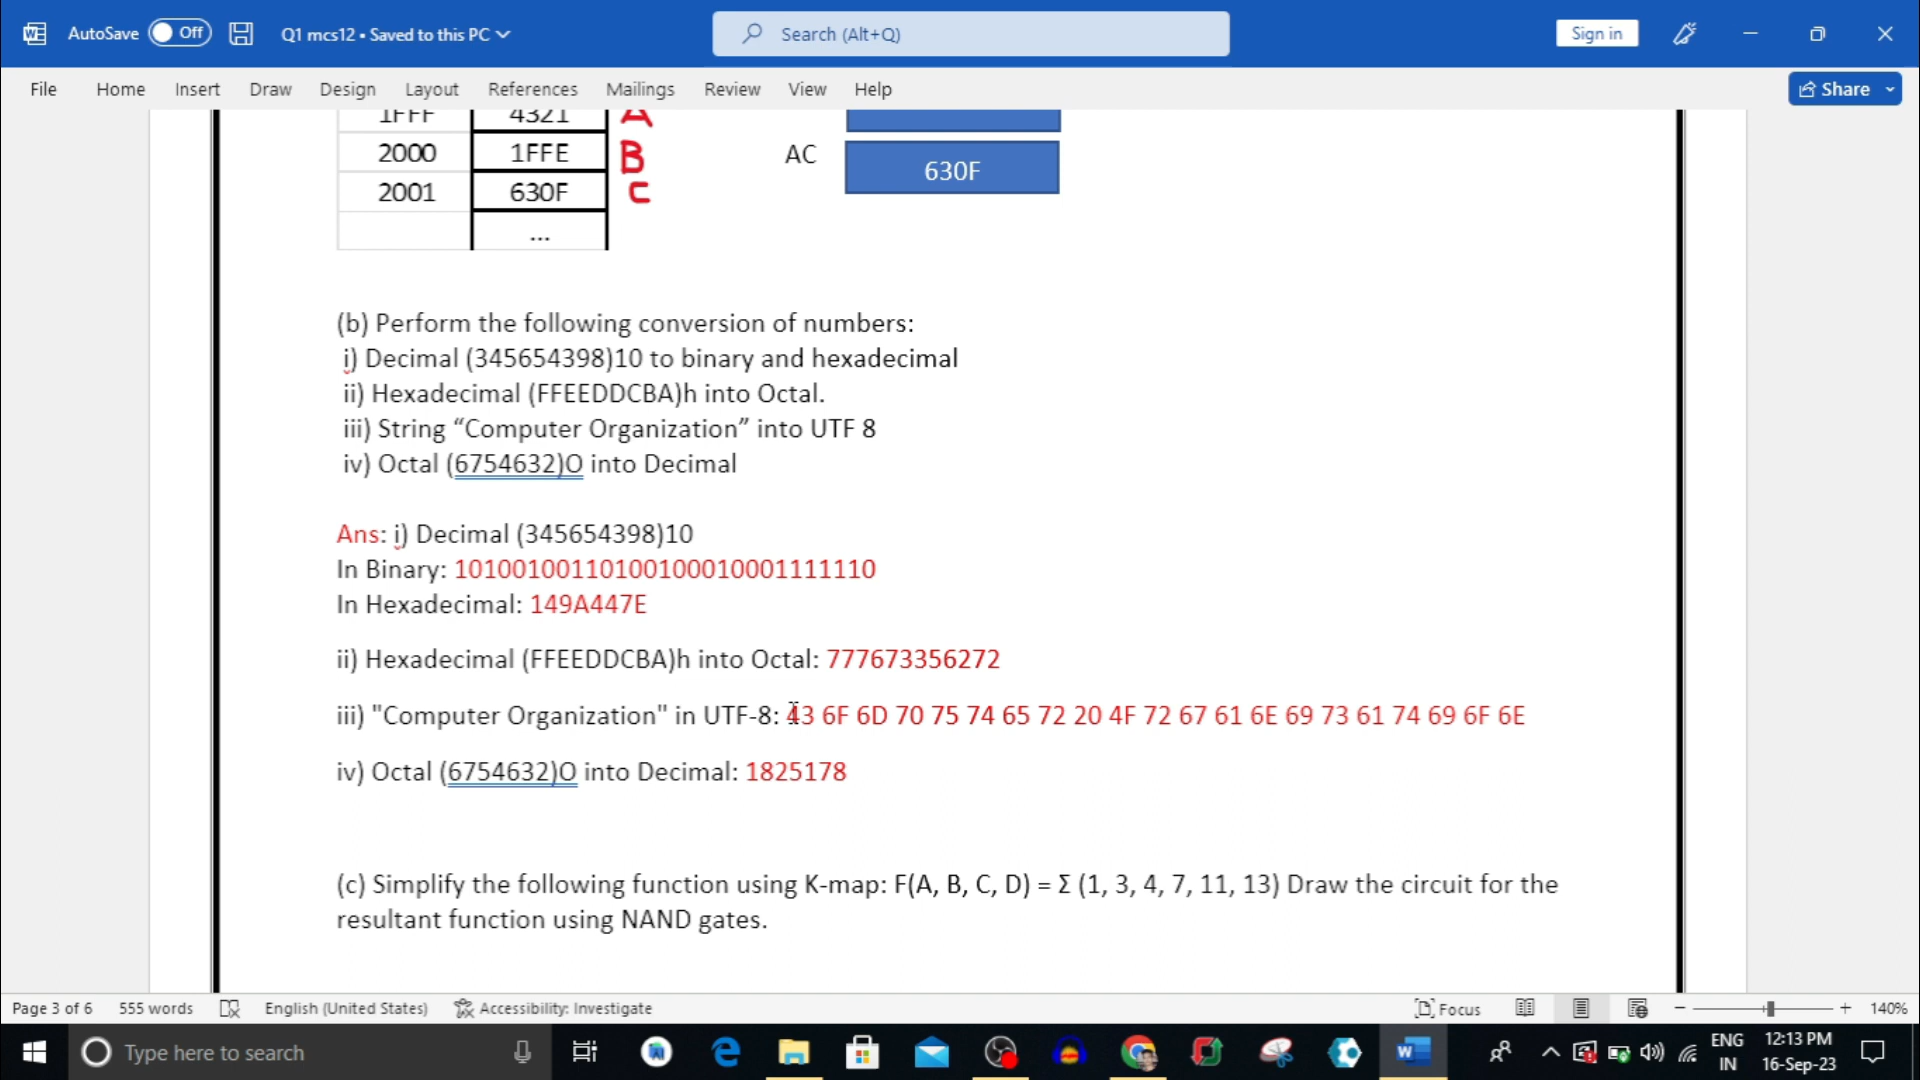 AutoSave Off Q1 mcs12 • Saved to this PC Search (Alt+Q) Sign in
File Home Insert Draw Design Layout References Mailings Review View Help Share
1FFF 4321 A
2000 1FFE B AC 630F
2001 630F C
...
(b) Perform the following conversion of numbers:
i) Decimal (345654398)10 to binary and hexadecimal
ii) Hexadecimal (FFEEDDCBA)h into Octal.
iii) String “Computer Organization” into UTF 8
iv) Octal (6754632)O into Decimal
Ans: i) Decimal (345654398)10
In Binary: 10100100110100100010001111110
In Hexadecimal: 149A447E
ii) Hexadecimal (FFEEDDCBA)h into Octal: 777673356272
iii) "Computer Organization" in UTF-8: 43 6F 6D 70 75 74 65 72 20 4F 72 67 61 6E 69 73 61 74 69 6F 6E
iv) Octal (6754632)O into Decimal: 1825178
(c) Simplify the following function using K-map: F(A, B, C, D) = Σ (1, 3, 4, 7, 11, 13) Draw the circuit for the
resultant function using NAND gates.
Page 3 of 6 555 words English (United States) Accessibility: Investigate Focus 140%
Type here to search ENG IN 12:13 PM 16-Sep-23